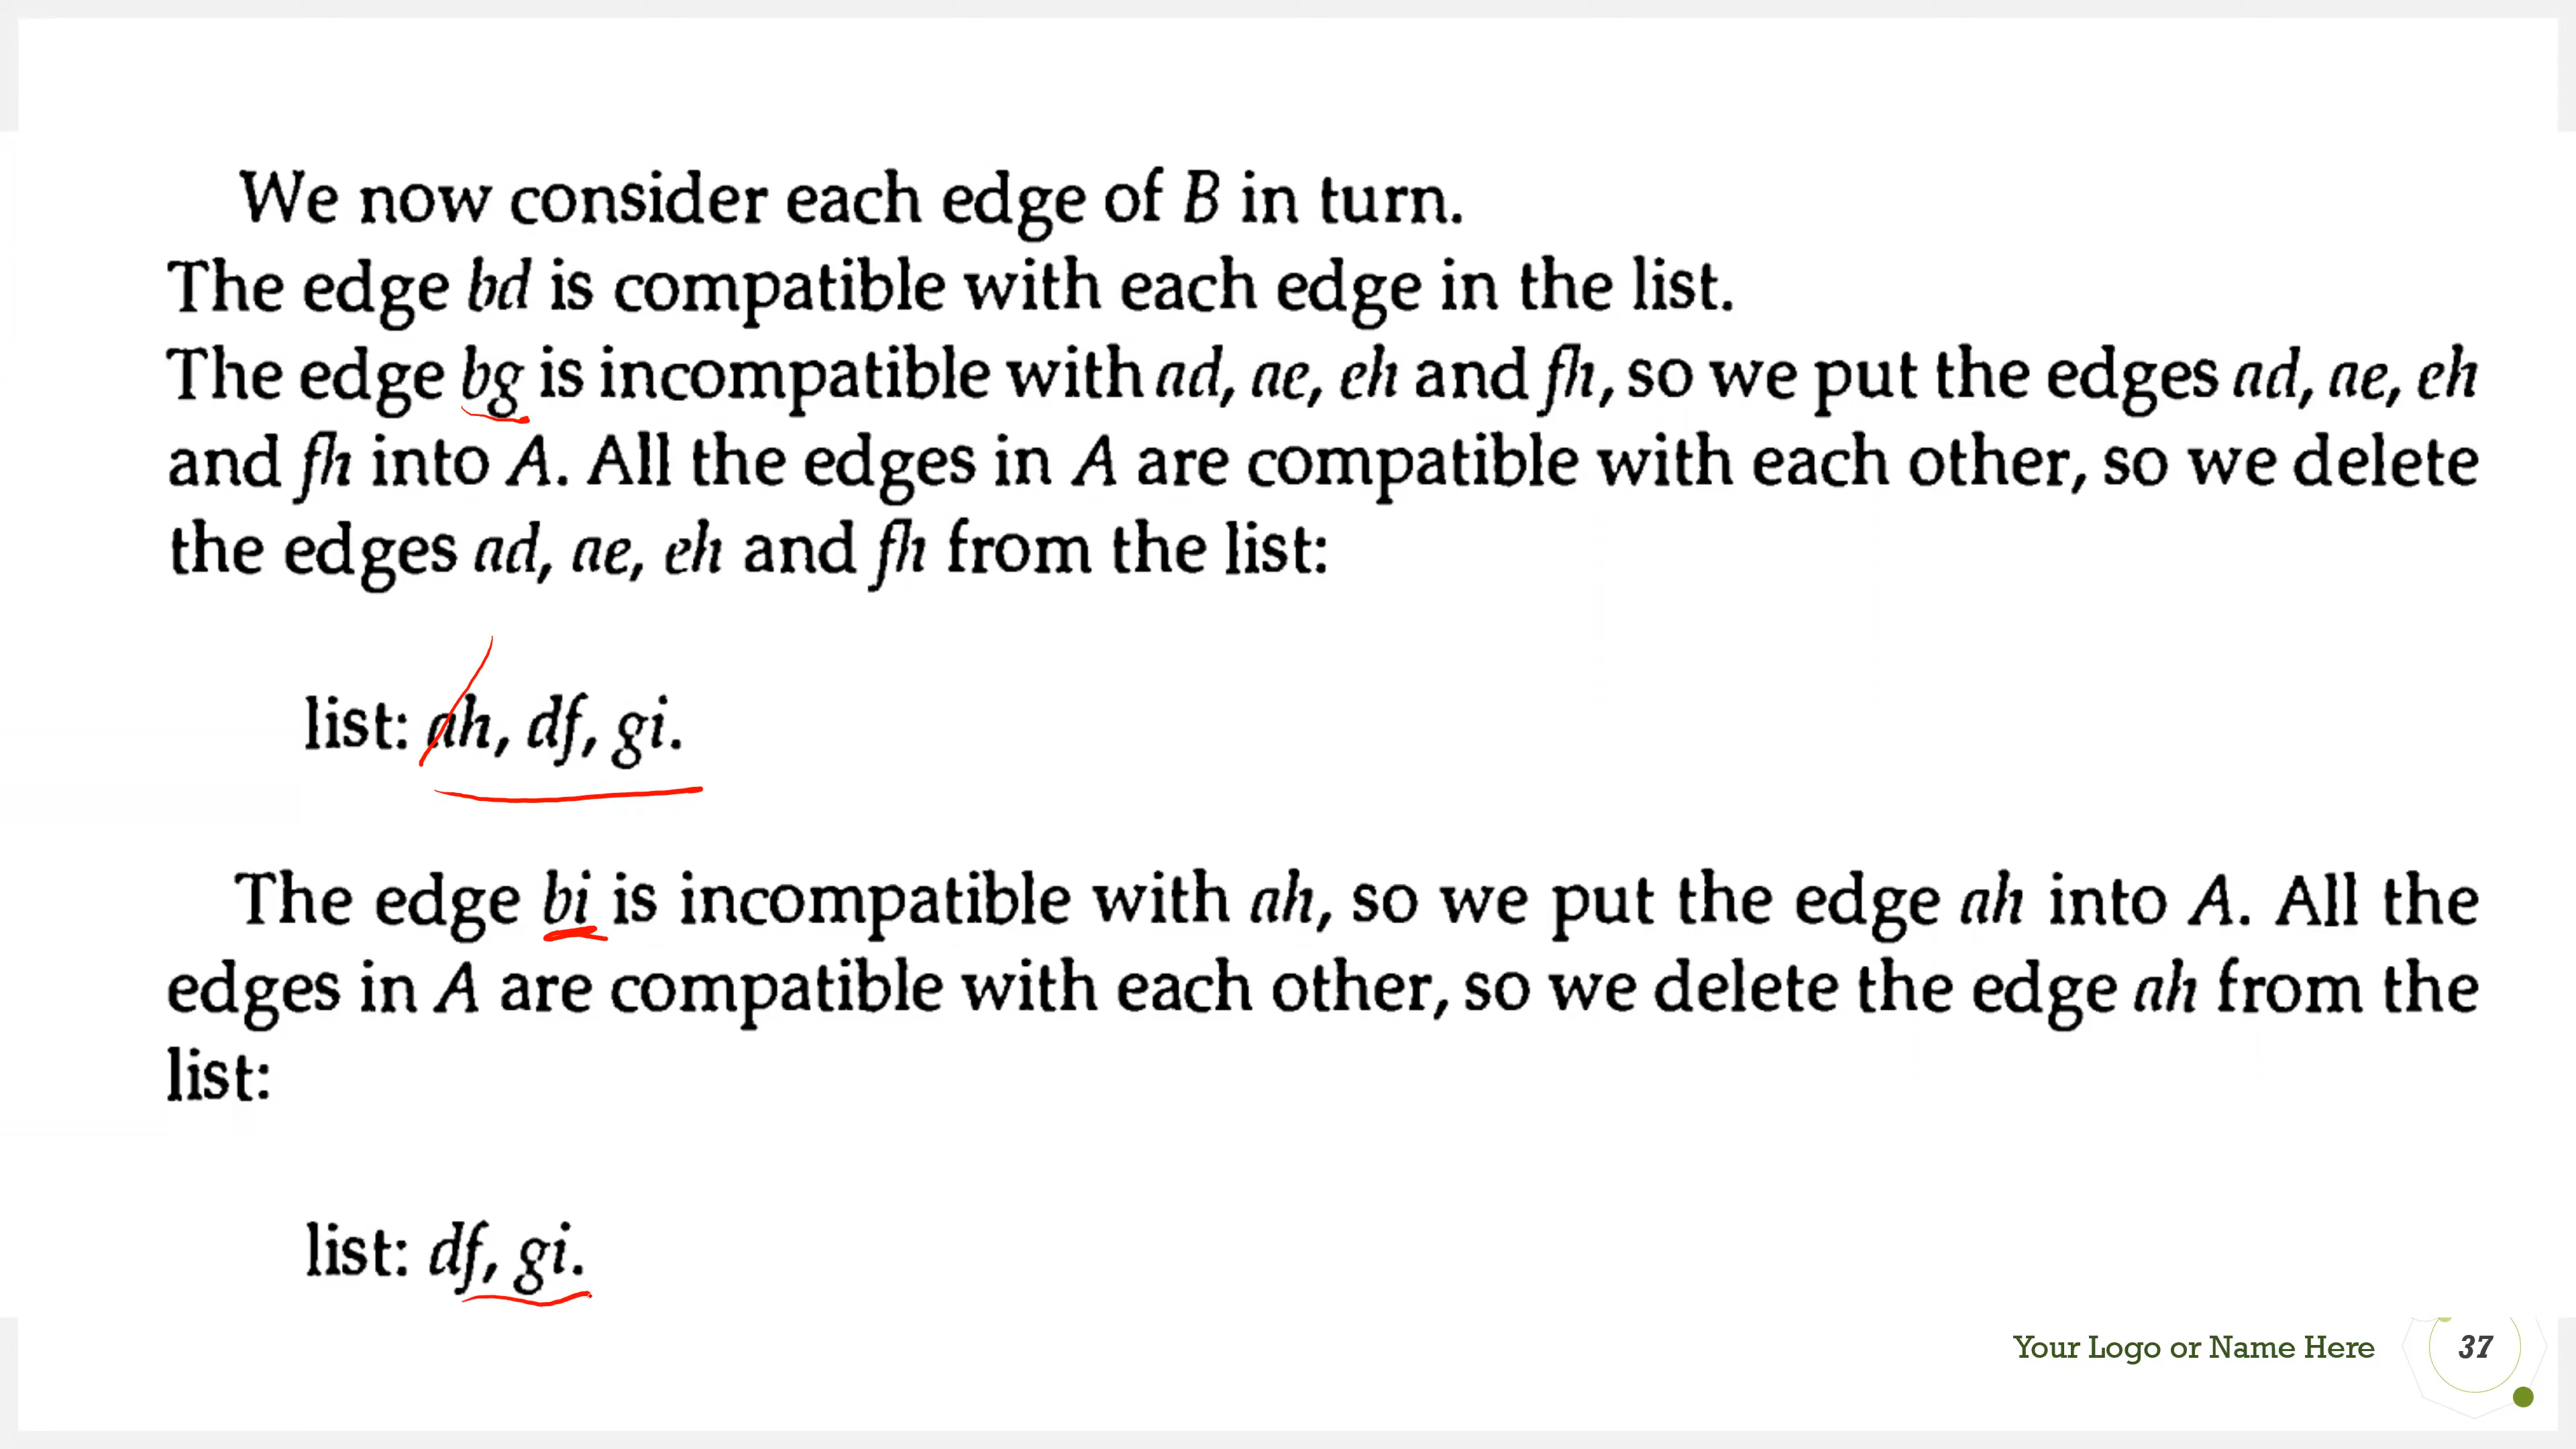 We now consider each edge of B in turn.
The edge bd is compatible with each edge in the list.
The edge bg is incompatible with ad, ae, eh and fh, so we put the edges ad, ae, eh
and fh into A. All the edges in A are compatible with each other, so we delete
the edges ad, ae, eh and fh from the list:
list: ah, df, gi.
The edge bi is incompatible with ah, so we put the edge ah into A. All the
edges in A are compatible with each other, so we delete the edge ah from the
list:
list: df, gi.
Your Logo or Name Here
37